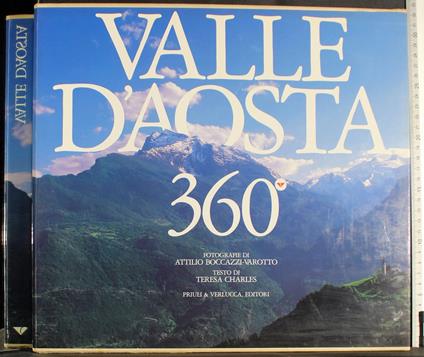 VALLE
D'AOSTA
360°
FOTOGRAFIE DI
ATTILIO BOCCAZZI-VAROTTO
TESTO DI
TERESA CHARLES
PRIULI & VERLUCCA, EDITORI
VALLE D'AOSTA